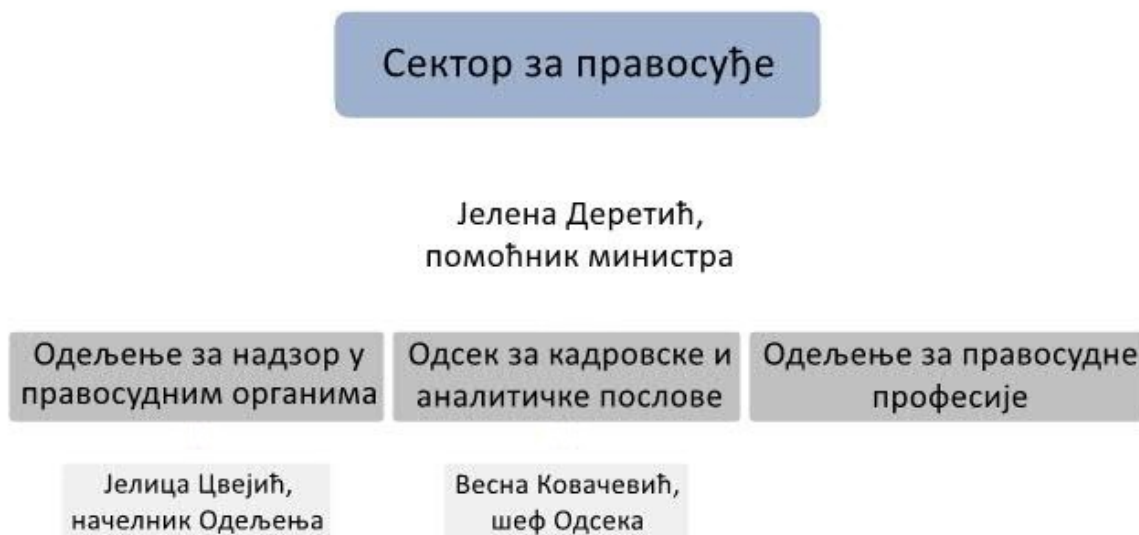 Сектор за правосуђе
Јелена Деретић,
помоћник министра
Одељење за надзор у
правосудним органима
Одсек за кадровске и
аналитичке послове
Одељење за правосудне
професије
Јелица Цвејић,
начелник Одељења
Весна Ковачевић,
шеф Одсека